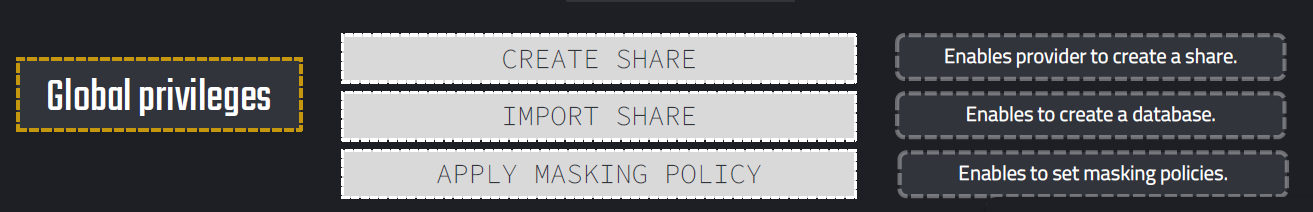 Global privileges
CREATE SHARE
Enables provider to create a share.
IMPORT SHARE
Enables to create a database.
APPLY MASKING POLICY
Enables to set masking policies.